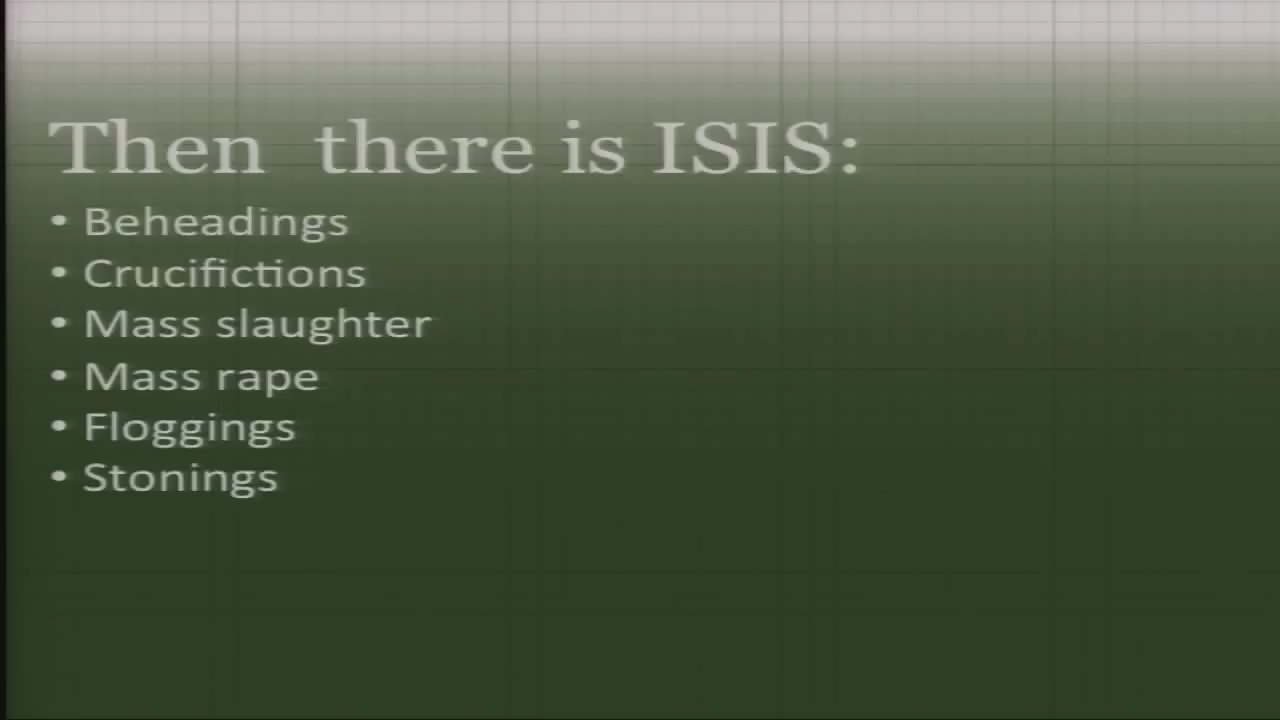 Then there is ISIS:
• Beheadings
• Crucifictions
• Mass slaughter
• Mass rape
• Floggings
• Stonings